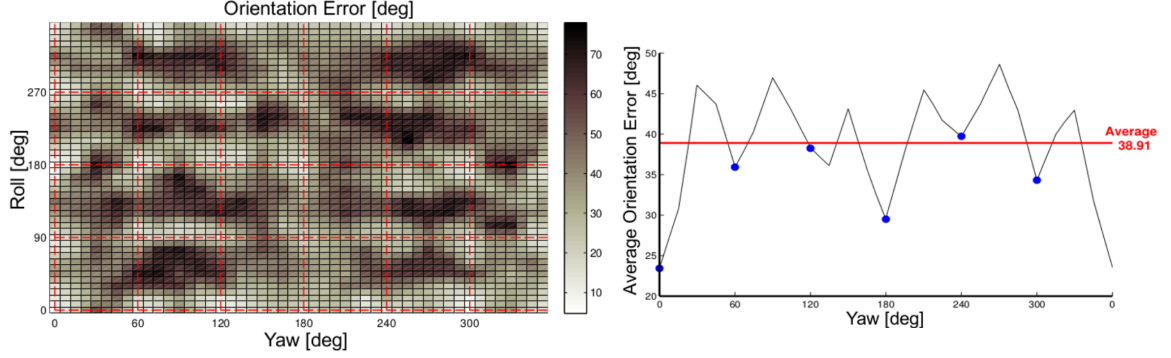 Orientation Error [deg]
Roll [deg]
270
180
90
0
0 60 120 180 240 300
Yaw [deg]
70
60
50
40
30
20
10
Average Orientation Error [deg]
50
45
40
35
30
25
20
Average
38.91
0 60 120 180 240 300 0
Yaw [deg]